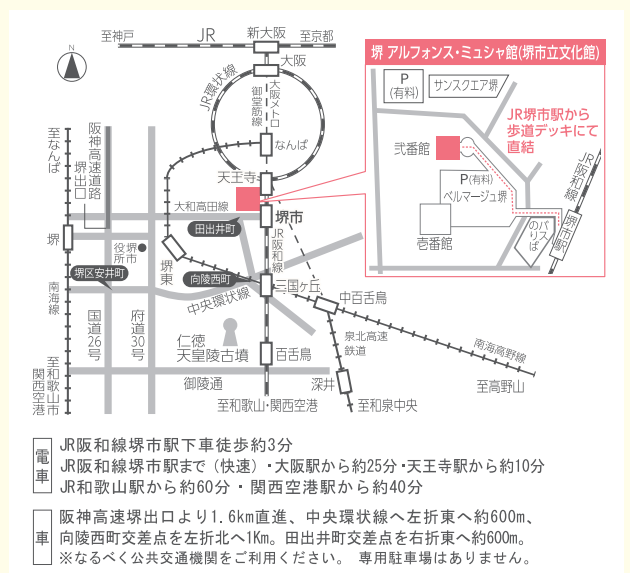 至神戸
JR
新大阪
至京都
N
大阪
JR環状線
大阪メトロ
御堂筋線
なんば
天王寺
至なんば
阪神高速道路
堺出口
大和高田線
堺市
田出井町
JR阪和線
堺
堺市
役所
堺東
向陵西町
堺区安井町
三国ケ丘
中央環状線
中百舌鳥
南海線
国道26号
府道30号
仁徳
天皇陵古墳
百舌鳥
泉北高速
鉄道
南海高野線
至高野山
至和歌山市
関西空港
御陵通
深井
至和歌山・関西空港
至和泉中央
堺 アルフォンス・ミュシャ館(堺市立文化館)
P
(有料)
サンスクエア堺
JR堺市駅から
歩道デッキにて
直結
弐番館
P(有料)
ベルマージュ堺
壱番館
JR阪和線
堺市駅
バス
のりば
電車
JR阪和線堺市駅下車徒歩約3分
JR阪和線堺市駅まで（快速）・大阪駅から約25分・天王寺駅から約10分
JR和歌山駅から約60分・関西空港駅から約40分
車
阪神高速堺出口より1.6km直進、中央環状線へ左折東へ約600m、
向陵西町交差点を左折北へ1Km。田出井町交差点を右折東へ約600m。
※なるべく公共交通機関をご利用ください。 専用駐車場はありません。